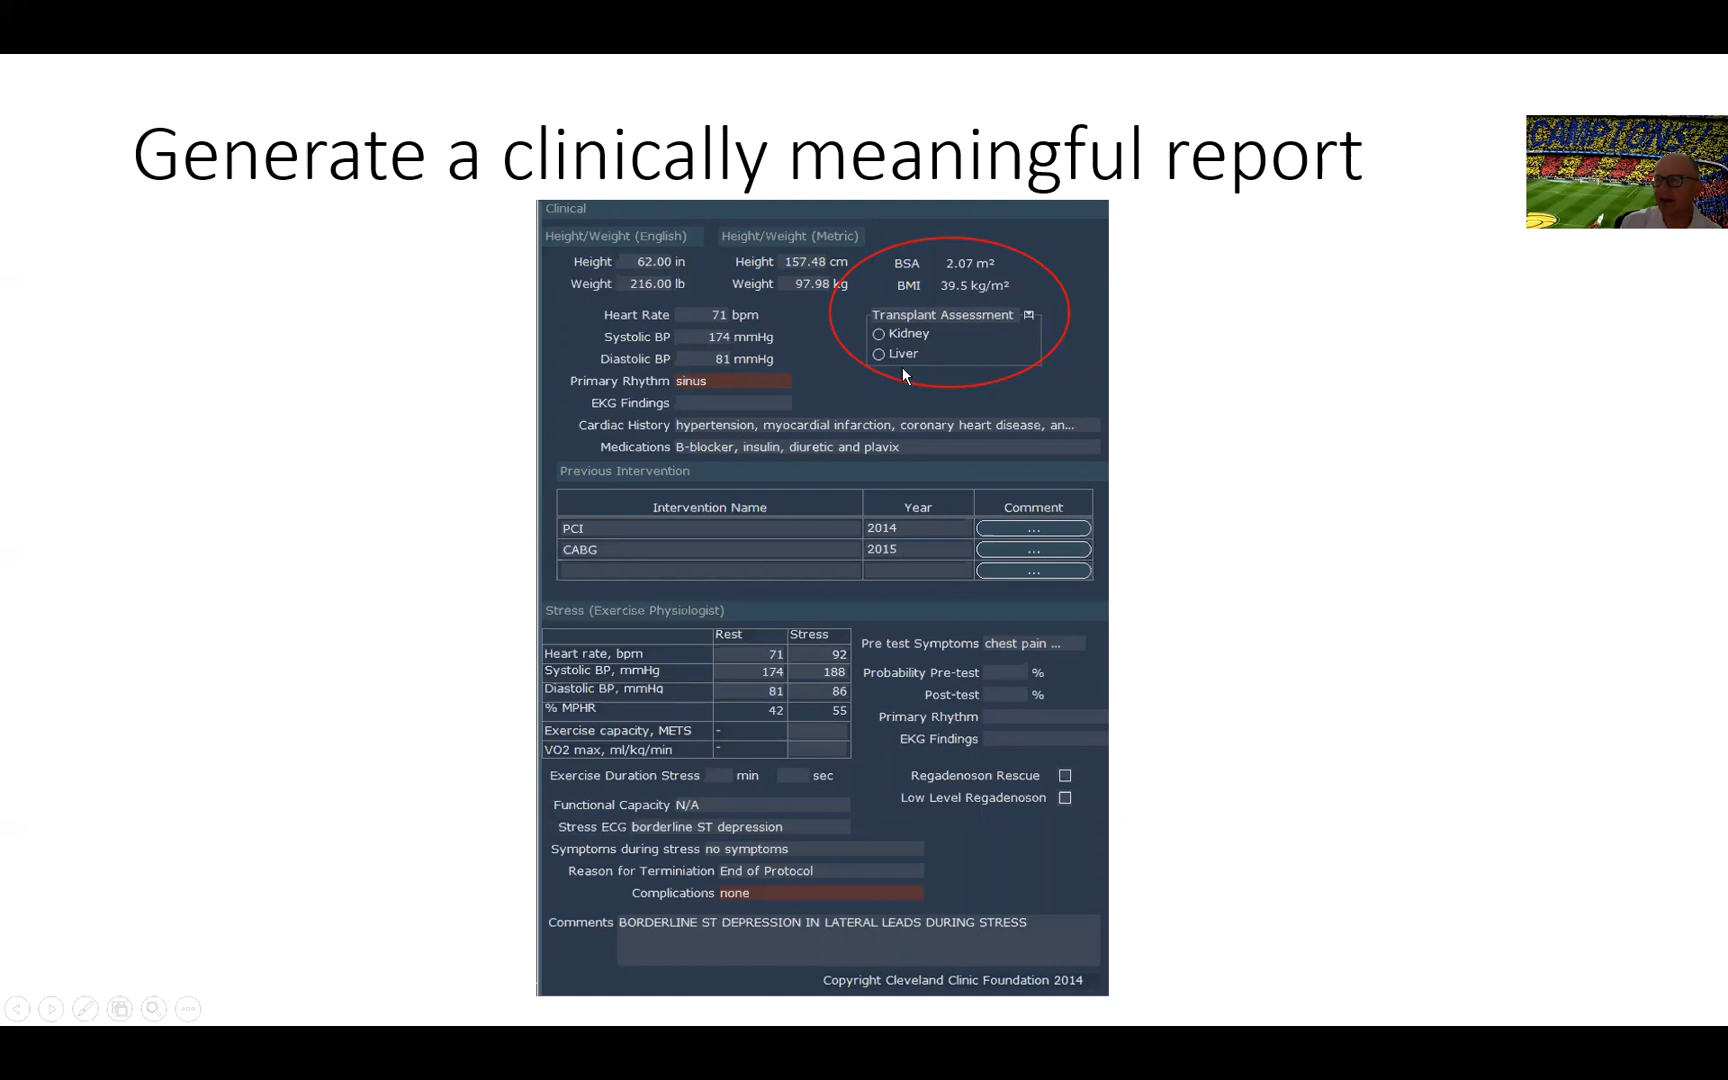 Generate a clinically meaningful report
CAMPIONS!
Clinical
Height/Weight (English) Height/Weight (Metric)
Height 62.00 in Height 157.48 cm BSA 2.07 m²
Weight 216.00 lb Weight 97.98 kg BMI 39.5 kg/m²
Heart Rate 71 bpm Transplant Assessment
Systolic BP 174 mmHg Kidney
Diastolic BP 81 mmHg Liver
Primary Rhythm sinus
EKG Findings
Cardiac History hypertension, myocardial infarction, coronary heart disease, an...
Medications B-blocker, insulin, diuretic and plavix
Previous Intervention
Intervention Name Year Comment
PCI 2014 ...
CABG 2015 ...
...
Stress (Exercise Physiologist)
Rest Stress
Heart rate, bpm 71 92
Systolic BP, mmHg 174 188
Diastolic BP, mmHg 81 86
% MPHR 42 55
Exercise capacity, METS -
VO2 max, ml/kg/min -
Pre test Symptoms chest pain ...
Probability Pre-test %
Post-test %
Primary Rhythm
EKG Findings
Exercise Duration Stress min sec Regadenoson Rescue
Low Level Regadenoson
Functional Capacity N/A
Stress ECG borderline ST depression
Symptoms during stress no symptoms
Reason for Terminiation End of Protocol
Complications none
Comments BORDERLINE ST DEPRESSION IN LATERAL LEADS DURING STRESS
Copyright Cleveland Clinic Foundation 2014